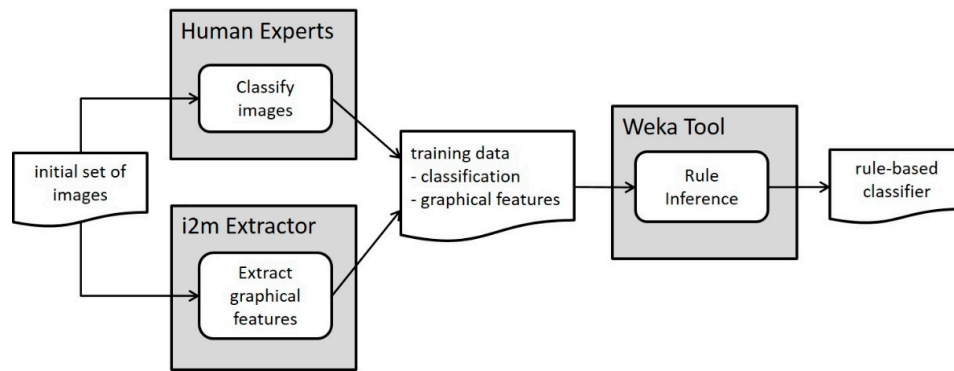 Human Experts
Classify
images
initial set of
images
i2m Extractor
Extract
graphical
features
training data
- classification
- graphical features
Weka Tool
Rule
Inference
rule-based
classifier